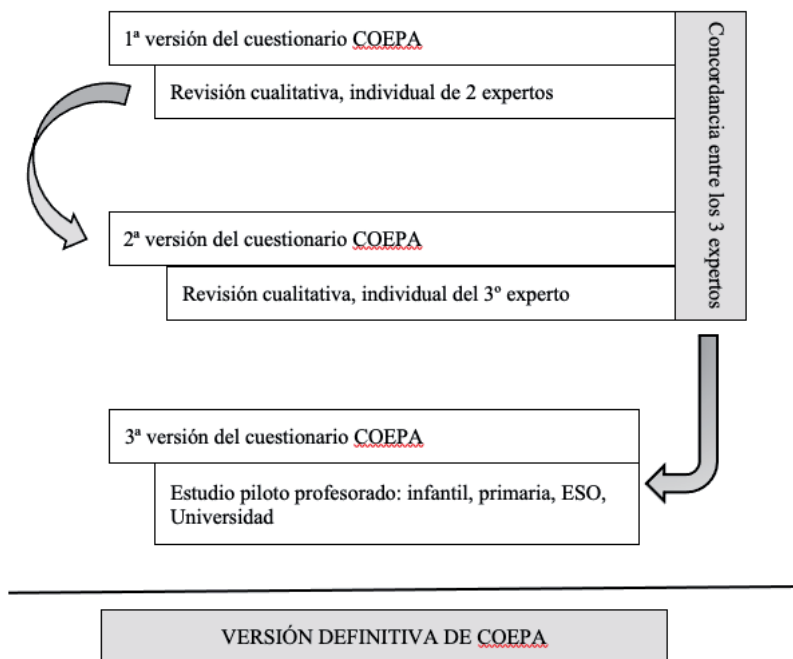 1ª versión del cuestionario COEPA
Revisión cualitativa, individual de 2 expertos
2ª versión del cuestionario COEPA
Revisión cualitativa, individual del 3º experto
Concordancia entre los 3 expertos
3ª versión del cuestionario COEPA
Estudio piloto profesorado: infantil, primaria, ESO,
Universidad
VERSIÓN DEFINITIVA DE COEPA